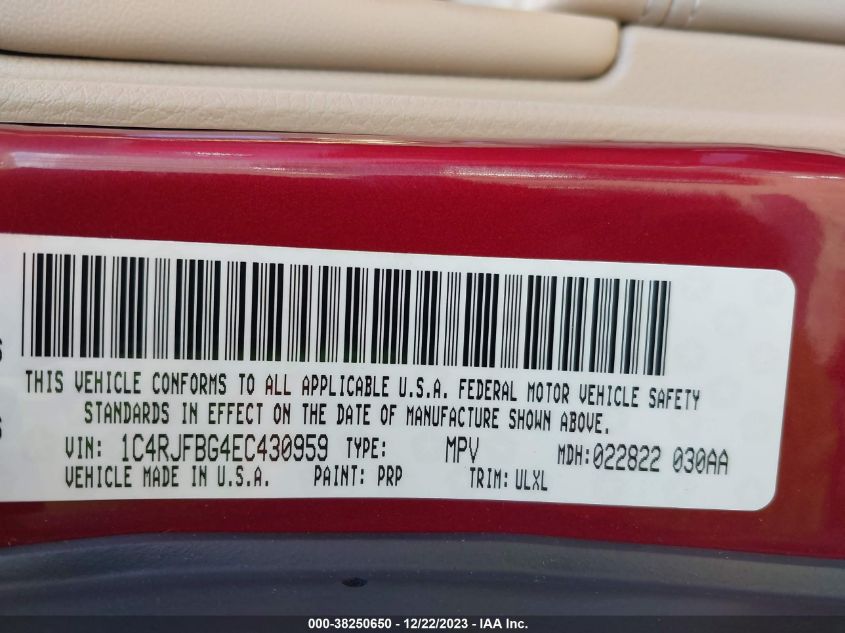 THIS VEHICLE CONFORMS TO ALL APPLICABLE U.S.A. FEDERAL MOTOR VEHICLE SAFETY
STANDARDS IN EFFECT ON THE DATE OF MANUFACTURE SHOWN ABOVE.
VIN: 1C4RJFBG4EC430959 TYPE: MPV MDH:022822 030AA
VEHICLE MADE IN U.S.A. PAINT: PRP TRIM: ULXL
000-38250650 - 12/22/2023 - IAA Inc.